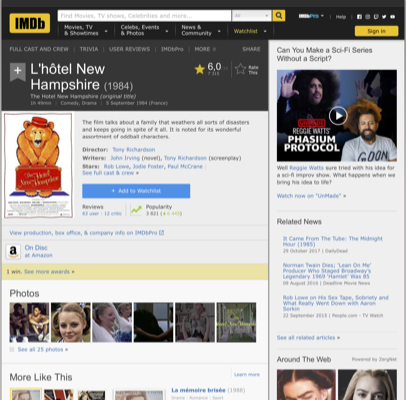 IMDb
Find Movies, TV shows, Celebrities and more...
All
IMDbPro
Help
Movies, TV
& Showtimes
Celebs, Events
& Photos
News &
Community
Watchlist
Sign in
FULL CAST AND CREW | TRIVIA | USER REVIEWS | IMDbPro | MORE
SHARE
L'hôtel New
Hampshire (1984)
The Hotel New Hampshire (original title)
1h 49min | Comedy, Drama | 5 September 1984 (France)
6,0
Rate
This
The film talks about a family that weathers all sorts of disasters
and keeps going in spite of it all. It is noted for its wonderful
assortment of oddball characters.
Director: Tony Richardson
Writers: John Irving (novel), Tony Richardson (screenplay)
Stars: Rob Lowe, Jodie Foster, Paul McCrane
See full cast & crew »
+ Add to Watchlist
Reviews
63 user | 12 critic
Popularity
View production, box office, & company info on IMDbPro
On Disc
at Amazon
1 win. See more awards »
Photos
See all 25 photos »
More Like This
Learn more
La mémoire brisée (1988)
Can You Make a Sci-Fi Series
Without a Script?
REGGIE WATTS'
PHASIUM
PROTOCOL
Well Reggie Watts sure tried with his idea for
a sci-fi improv show. What happens when we
bring his idea to life?
Watch now on "UnMade" »
Related News
It Came From The Tube: The Midnight
Hour (1985)
29 October 2017 | DailyDead
Norman Twain Dies; 'Lean On Me'
Producer Who Staged Broadway's
Legendary 1969 'Hamlet' Was 85
09 August 2016 | Deadline Movie News
Rob Lowe on His Sex Tape, Sobriety and
What Really Went Down with Aaron
Sorkin
22 September 2015 | People.com - TV Watch
See all related articles »
Around The Web
Powered by ZergNet